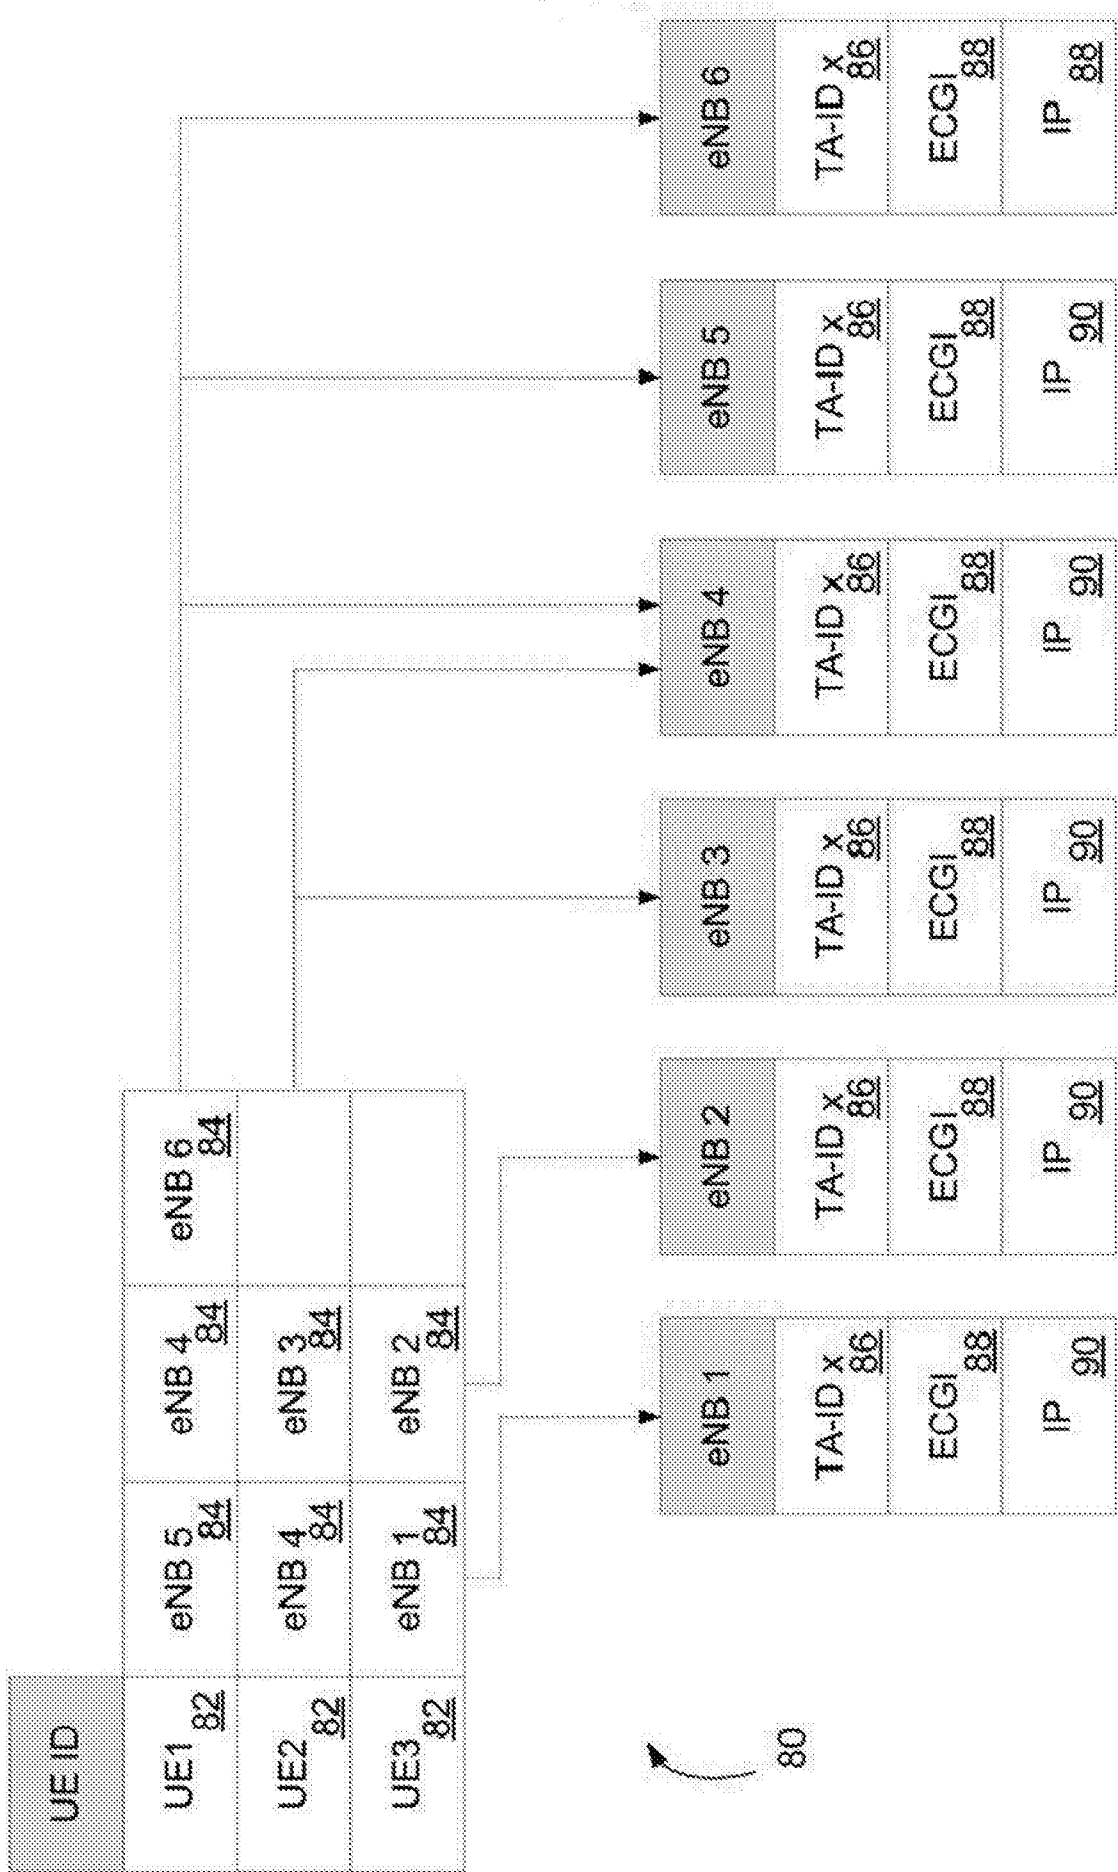 UE ID
UE1 82 eNB 5 84 eNB 4 84 eNB 6 84
UE2 82 eNB 4 84 eNB 3 84
UE3 82 eNB 1 84 eNB 2 84
80
eNB 1 eNB 2 eNB 3 eNB 4 eNB 5 eNB 6
TA-ID x 86 TA-ID x 86 TA-ID x 86 TA-ID x 86 TA-ID x 86 TA-ID x 86
ECGI 88 ECGI 88 ECGI 88 ECGI 88 ECGI 88 ECGI 88
IP 90 IP 90 IP 90 IP 90 IP 90 IP 88